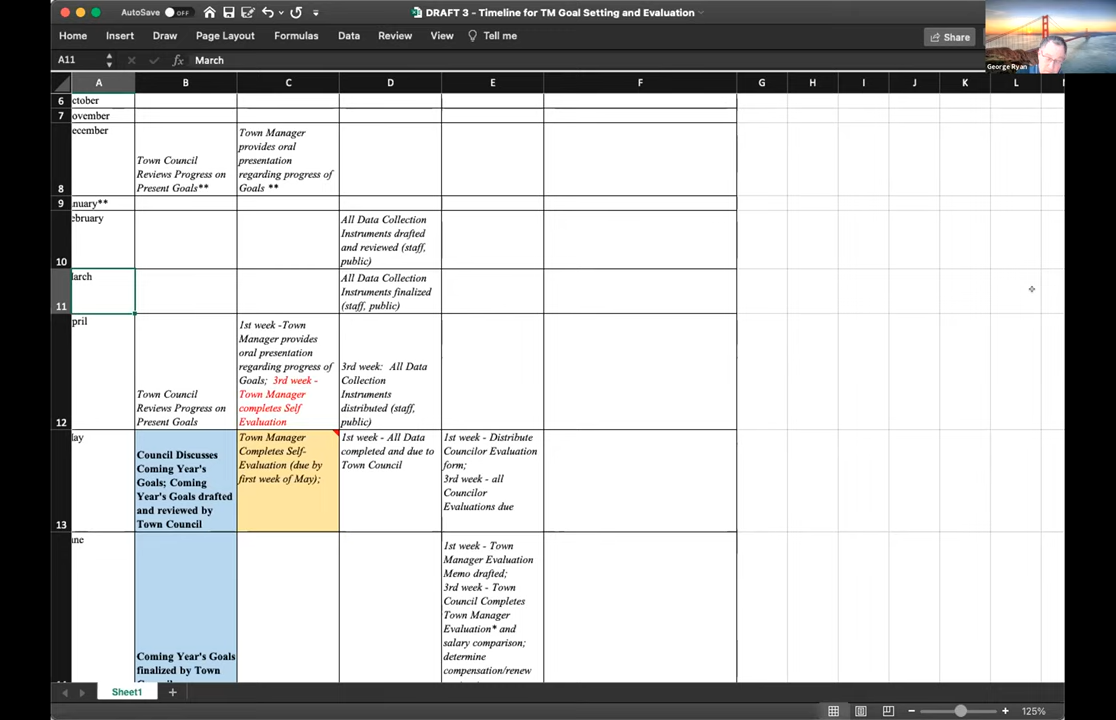 AutoSave OFF
DRAFT 3 - Timeline for TM Goal Setting and Evaluation
Home Insert Draw Page Layout Formulas Data Review View Tell me
Share
George Ryan
A11 fx March
A B C D E F G H I J K L
6 ctober
7 ovember
8 ecember
Town Council
Reviews Progress on
Present Goals**
Town Manager
provides oral
presentation
regarding progress of
Goals **
9 nuary**
10 ebruary
All Data Collection
Instruments drafted
and reviewed (staff,
public)
11 arch
All Data Collection
Instruments finalized
(staff, public)
12 pril
Town Council
Reviews Progress on
Present Goals
1st week -Town
Manager provides
oral presentation
regarding progress of
Goals; 3rd week -
Town Manager
completes Self
Evaluation
3rd week: All Data
Collection
Instruments
distributed (staff,
public)
13 lay
Council Discusses
Coming Year's
Goals; Coming
Year's Goals drafted
and reviewed by
Town Council
Town Manager
Completes Self-
Evaluation (due by
first week of May);
1st week - All Data
completed and due to
Town Council
1st week - Distribute
Councilor Evaluation
form;
3rd week - all
Councilor
Evaluations due
une
Coming Year's Goals
finalized by Town
1st week - Town
Manager Evaluation
Memo drafted;
3rd week - Town
Council Completes
Town Manager
Evaluation* and
salary comparison;
determine
compensation/renew
Sheet1
125%